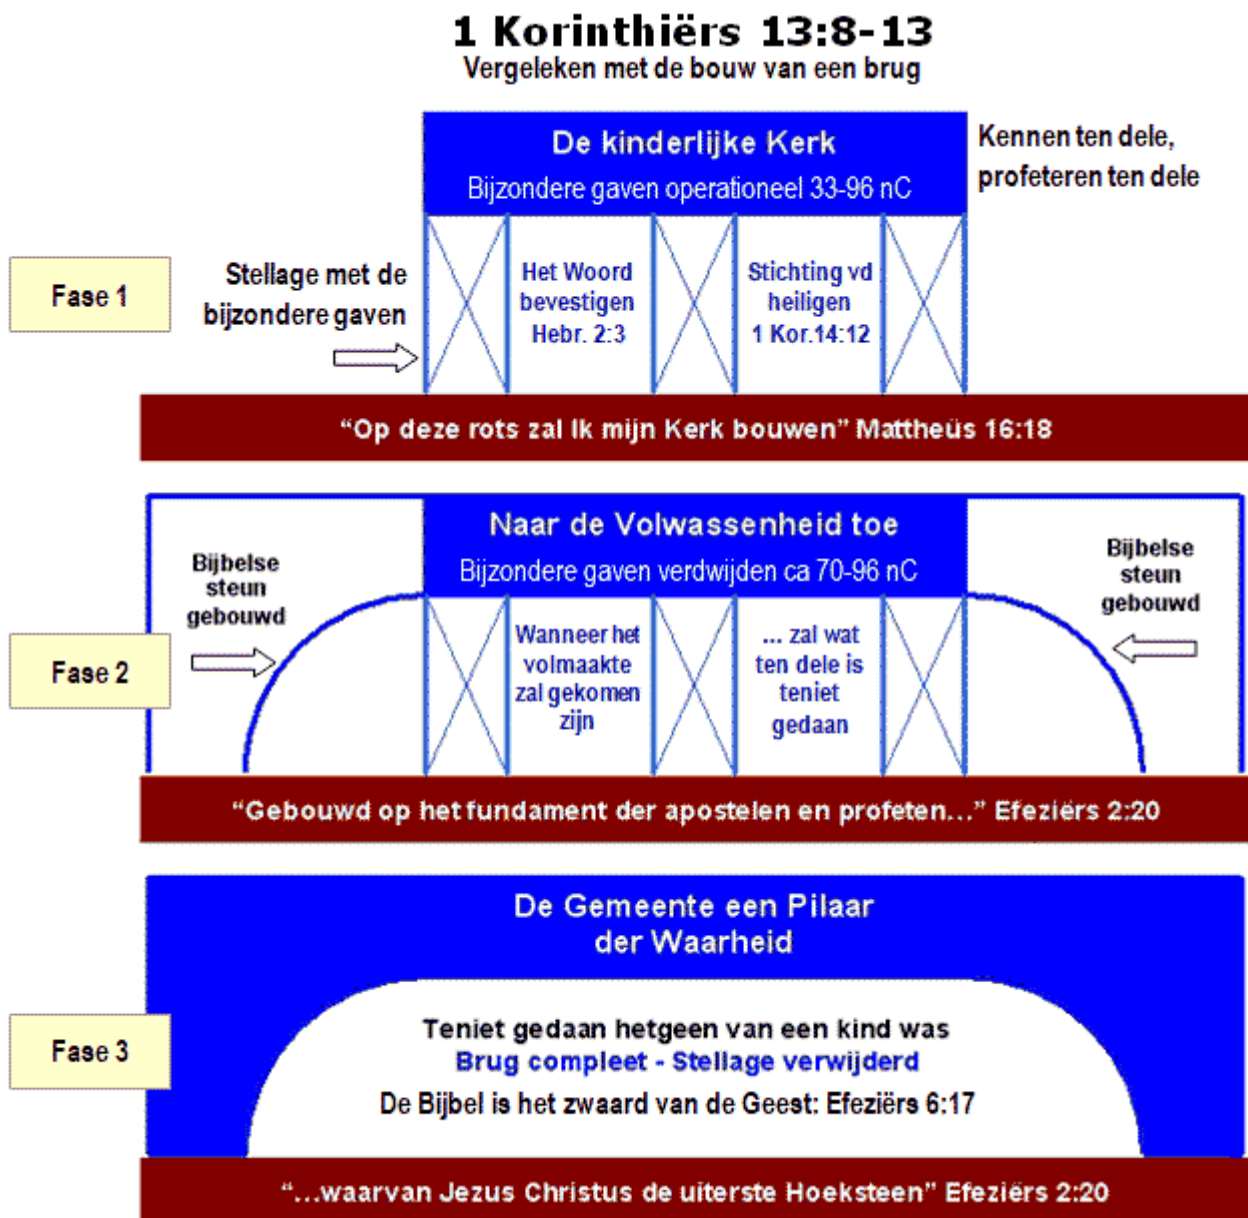 1 Korinthiërs 13:8-13
Vergeleken met de bouw van een brug
De kinderlijke Kerk
Bijzondere gaven operationeel 33-96 nC
Kennen ten dele,
profeteren ten dele
Fase 1
Stellage met de
bijzondere gaven
Het Woord
bevestigen
Hebr. 2:3
Stichting vd
heiligen
1 Kor.14:12
“Op deze rots zal Ik mijn Kerk bouwen” Mattheüs 16:18
Naar de Volwassenheid toe
Bijzondere gaven verdwijden ca 70-96 nC
Bijbelse
steun
gebouwd
Bijbelse
steun
gebouwd
Fase 2
Wanneer het
volmaakte
zal gekomen
zijn
... zal wat
ten dele is
teniet
gedaan
“Gebouwd op het fundament der apostelen en profeten...” Efeziërs 2:20
De Gemeente een Pilaar
der Waarheid
Fase 3
Teniet gedaan hetgeen van een kind was
Brug compleet - Stellage verwijderd
De Bijbel is het zwaard van de Geest: Efeziërs 6:17
“...waarvan Jezus Christus de uiterste Hoeksteen” Efeziërs 2:20